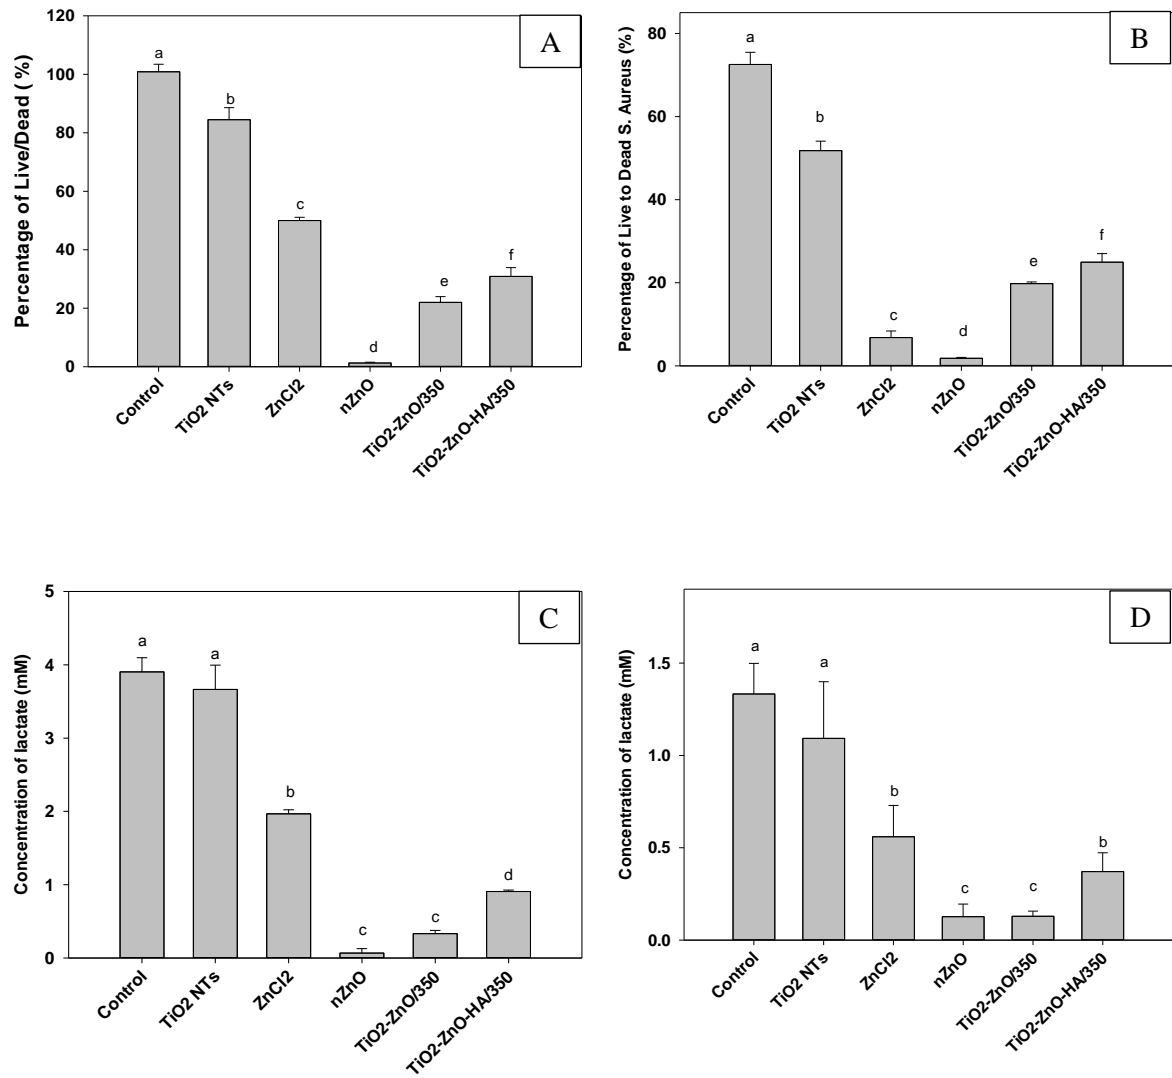 A
Percentage of Live/Dead (%)
120
100
80
60
40
20
0
a
b
c
d
e
f
Control
TiO2 NTs
ZnCl2
nZnO
TiO2-ZnO/350
TiO2-ZnO-HA/350
B
Percentage of Live to Dead S. Aureus (%)
80
60
40
20
0
a
b
c
d
e
f
Control
TiO2 NTs
ZnCl2
nZnO
TiO2-ZnO/350
TiO2-ZnO-HA/350
C
Concentration of lactate (mM)
5
4
3
2
1
0
a
a
b
c
c
d
Control
TiO2 NTs
ZnCl2
nZnO
TiO2-ZnO/350
TiO2-ZnO-HA/350
D
Concentration of lactate (mM)
1.5
1.0
0.5
0.0
a
a
b
c
c
b
Control
TiO2 NTs
ZnCl2
nZnO
TiO2-ZnO/350
TiO2-ZnO-HA/350